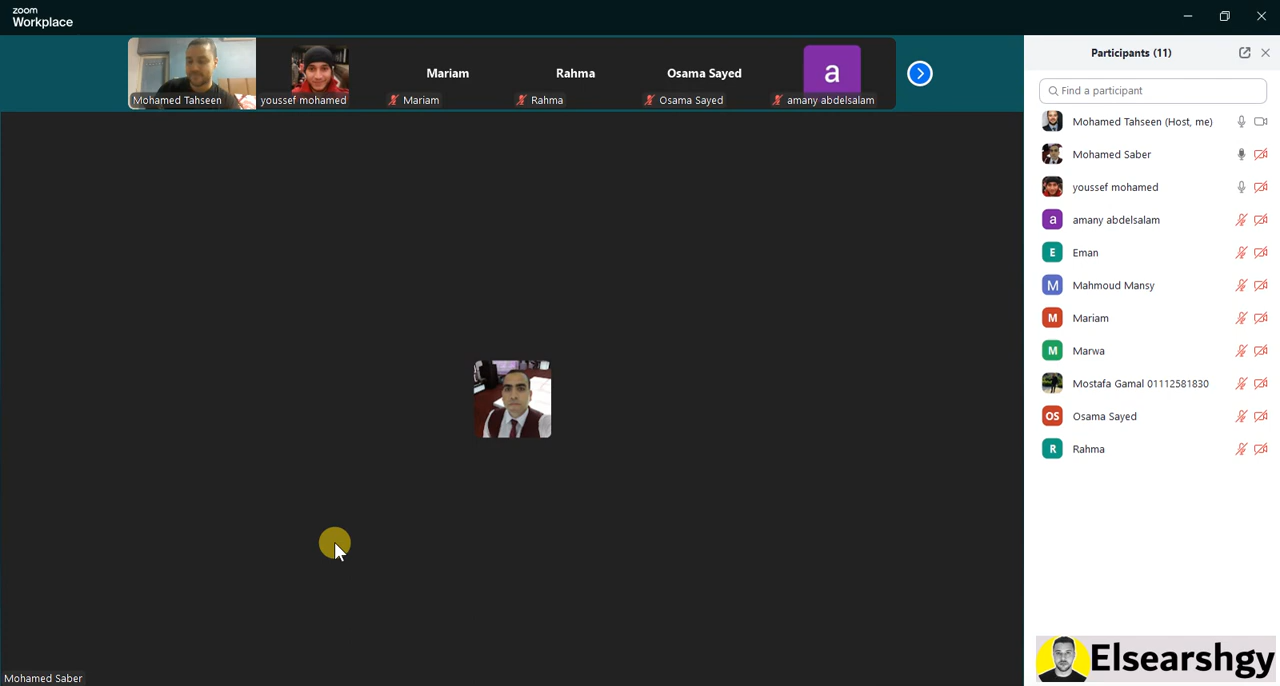 zoom
Workplace
Mohamed Tahseen
youssef mohamed
Mariam
Mariam
Rahma
Rahma
Osama Sayed
Osama Sayed
a
amany abdelsalam
Participants (11)
Find a participant
Mohamed Tahseen (Host, me)
Mohamed Saber
youssef mohamed
a amany abdelsalam
E Eman
M Mahmoud Mansy
M Mariam
M Marwa
Mostafa Gamal 01112581830
OS Osama Sayed
R Rahma
Elsearshgy
Mohamed Saber